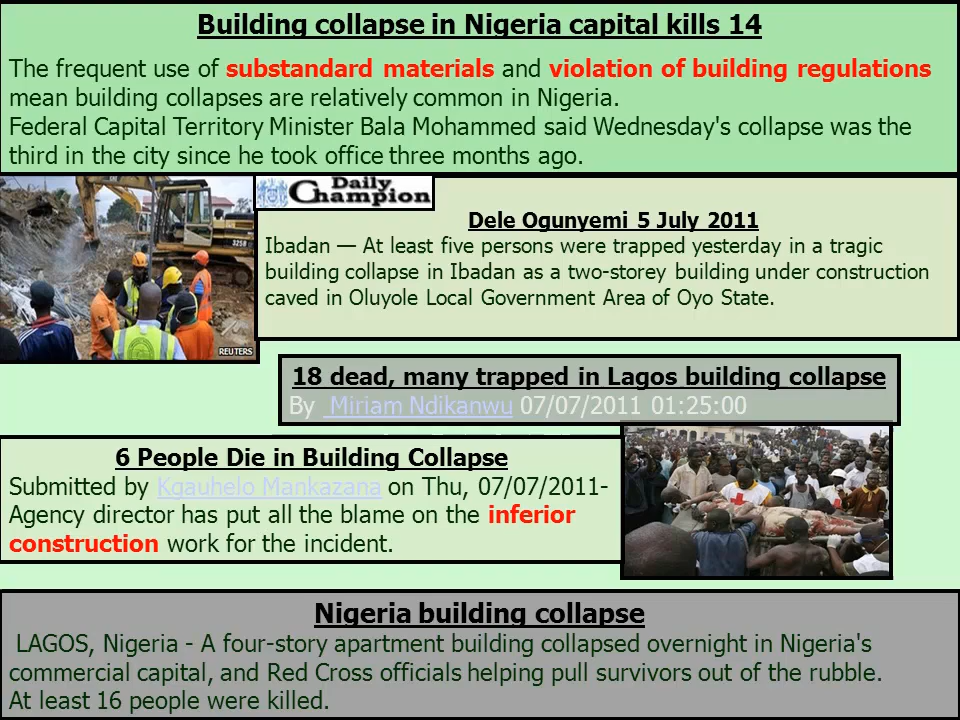 Building collapse in Nigeria capital kills 14
The frequent use of substandard materials and violation of building regulations
mean building collapses are relatively common in Nigeria.
Federal Capital Territory Minister Bala Mohammed said Wednesday's collapse was the
third in the city since he took office three months ago.
Daily
Champion
Dele Ogunyemi 5 July 2011
Ibadan — At least five persons were trapped yesterday in a tragic
building collapse in Ibadan as a two-storey building under construction
caved in Oluyole Local Government Area of Oyo State.
325B
REUTERS
18 dead, many trapped in Lagos building collapse
By Miriam Ndikanwu 07/07/2011 01:25:00
6 People Die in Building Collapse
Submitted by Kgauhelo Mankazana on Thu, 07/07/2011-
Agency director has put all the blame on the inferior
construction work for the incident.
Nigeria building collapse
LAGOS, Nigeria - A four-story apartment building collapsed overnight in Nigeria's
commercial capital, and Red Cross officials helping pull survivors out of the rubble.
At least 16 people were killed.